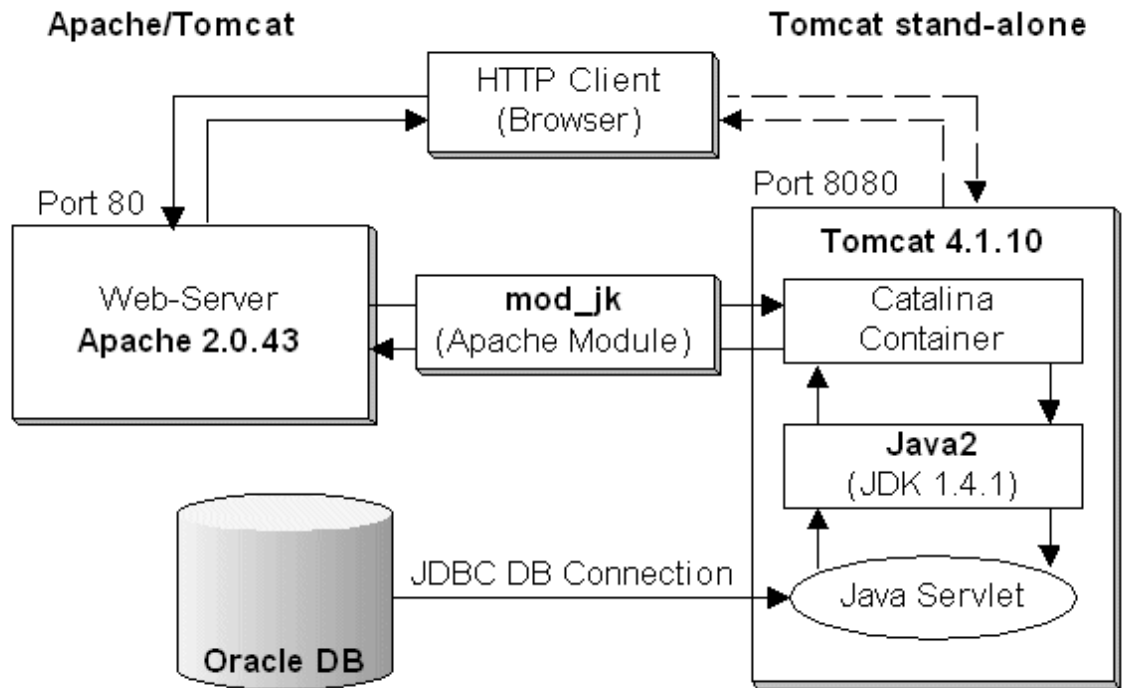 Apache/Tomcat
Tomcat stand-alone
HTTP Client
(Browser)
Port 80
Port 8080
Web-Server
Apache 2.0.43
mod_jk
(Apache Module)
Tomcat 4.1.10
Catalina
Container
Java2
(JDK 1.4.1)
JDBC DB Connection
Java Servlet
Oracle DB